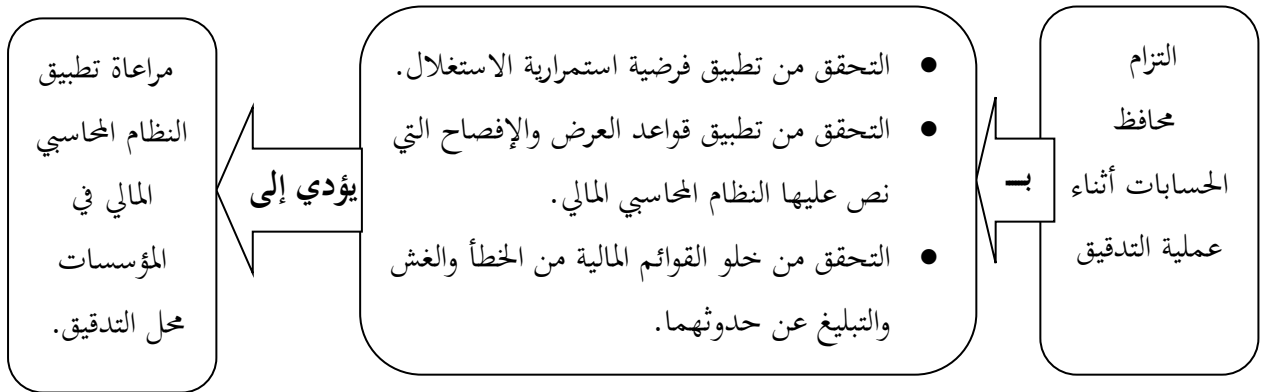 التزام
محافظ
الحسابات أثناء
عملية التدقيق
بـ
● التحقق من تطبيق فرضية استمرارية الاستغلال.
● التحقق من تطبيق قواعد العرض والإفصاح التي
نص عليها النظام المحاسبي المالي.
● التحقق من خلو القوائم المالية من الخطأ والغش
والتبليغ عن حدوثهما.
يؤدي إلى
مراعاة تطبيق
النظام المحاسبي
المالي في
المؤسسات
محل التدقيق.